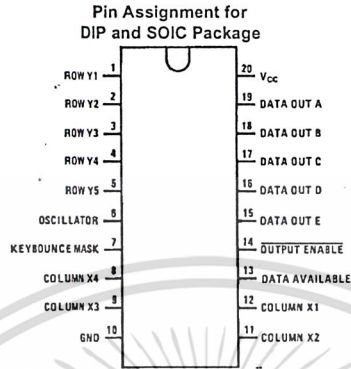 Pin Assignment for
DIP and SOIC Package
ROW Y1 1
ROW Y2 2
ROW Y3 3
ROW Y4 4
ROW Y5 5
OSCILLATOR 6
KEYBOUNCE MASK 7
COLUMN X4 8
COLUMN X3 9
GND 10
20 VCC
19 DATA OUT A
18 DATA OUT B
17 DATA OUT C
16 DATA OUT D
15 DATA OUT E
14 OUTPUT ENABLE
13 DATA AVAILABLE
12 COLUMN X1
11 COLUMN X2